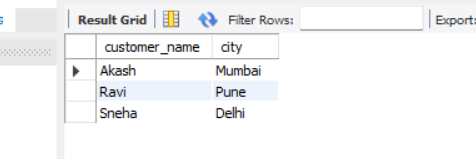 s
Result Grid Filter Rows: Export:
customer_name city
Akash Mumbai
Ravi Pune
Sneha Delhi